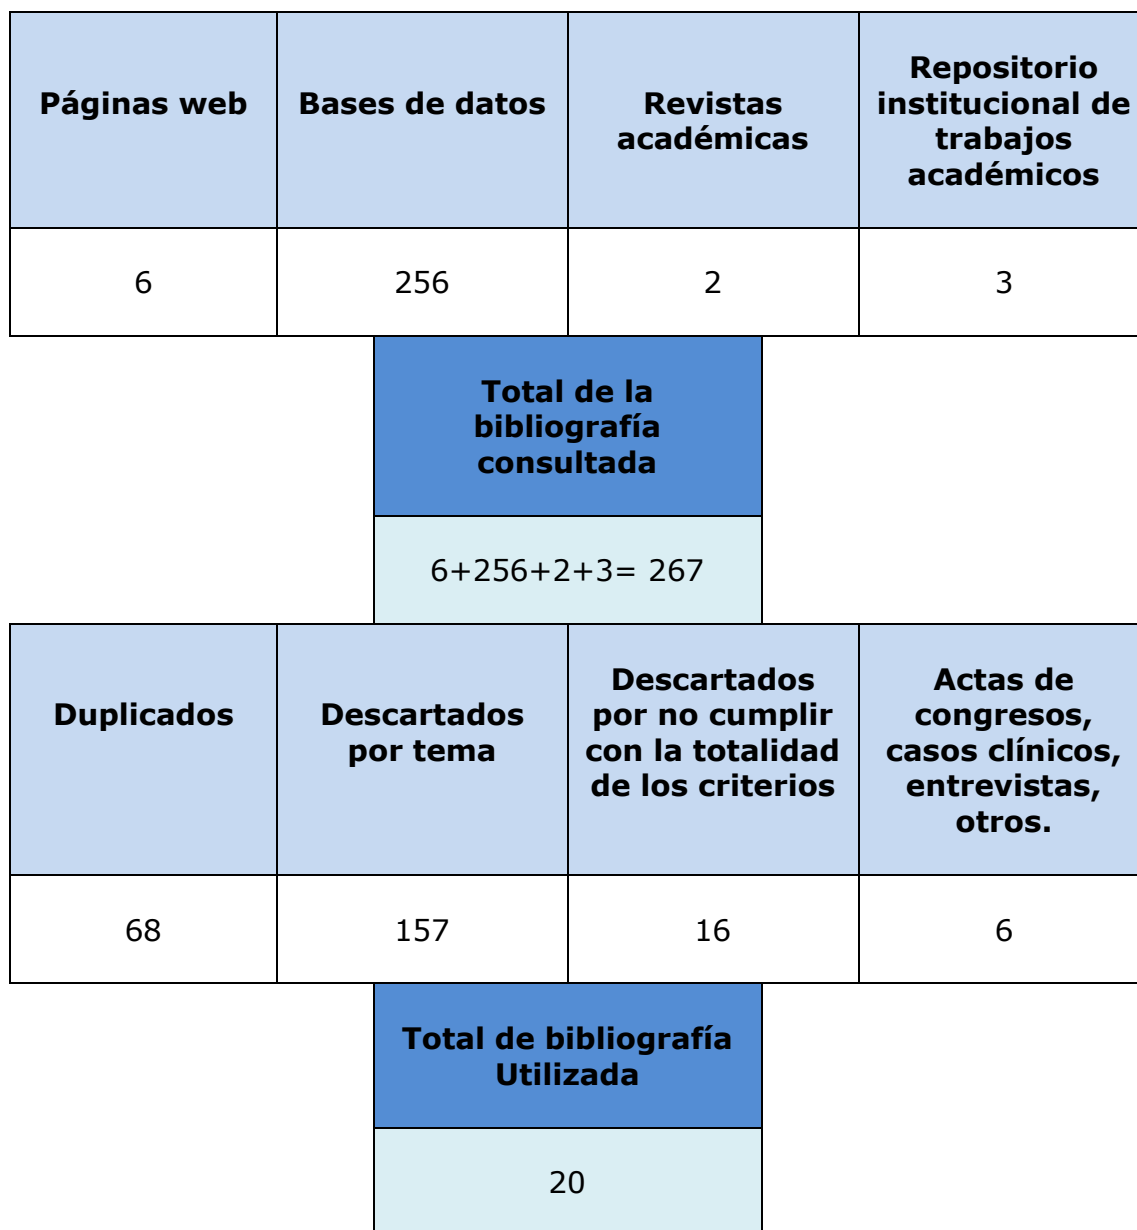 Páginas web
Bases de datos
Revistas
académicas
Repositorio
institucional de
trabajos
académicos
6
256
2
3
Total de la
bibliografía
consultada
6+256+2+3= 267
Duplicados
Descartados
por tema
Descartados
por no cumplir
con la totalidad
de los criterios
Actas de
congresos,
casos clínicos,
entrevistas,
otros.
68
157
16
6
Total de bibliografía
Utilizada
20